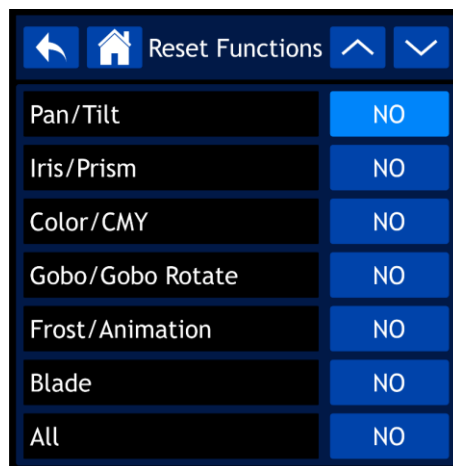 Reset Functions
Pan/Tilt NO
Iris/Prism NO
Color/CMY NO
Gobo/Gobo Rotate NO
Frost/Animation NO
Blade NO
All NO